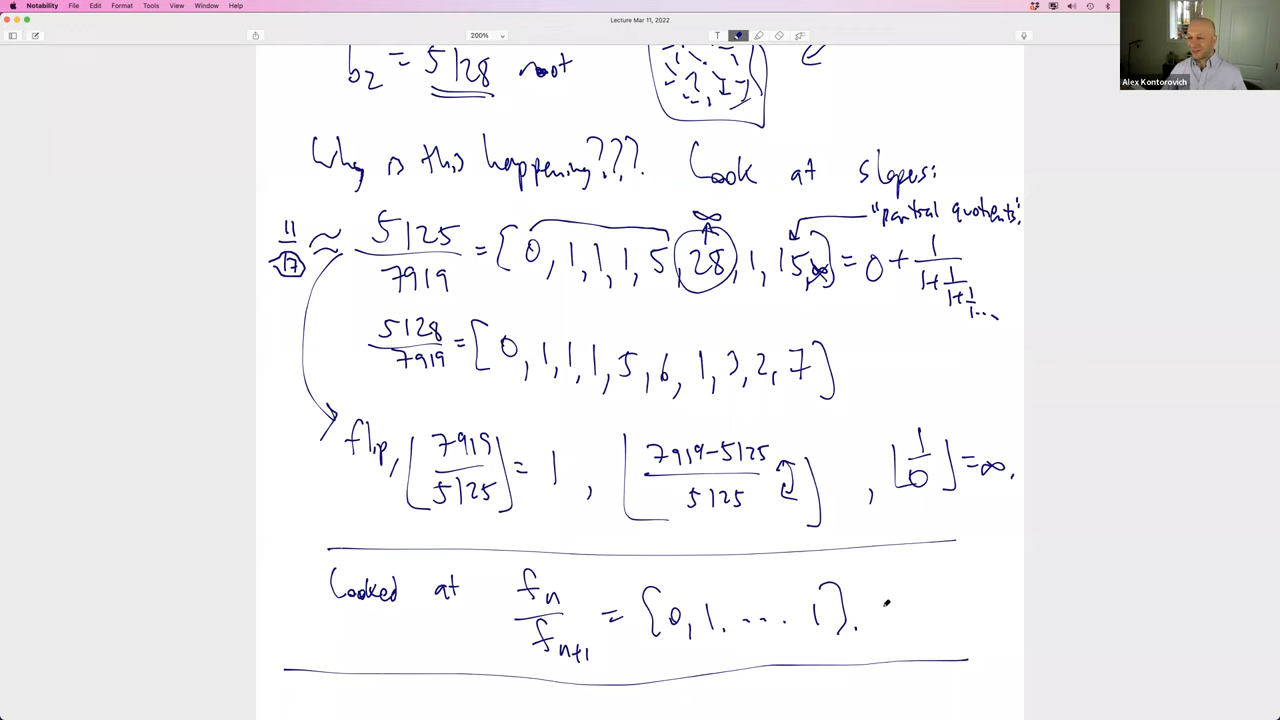 Notability File Edit Format Tools View Window Help
Lecture Mar 11, 2022
200%
T
Alex Kontorovich
b₂ = 5128 not
Why is this happening??? Look at slopes:
"partial quotients".
11/17 ≈ 5125/7919 = [0, 1, 1, 1, 5, 28, 1, 15, ∞] = 0 + 1/(1+1/(1+1/1...
∞
5128/7919 = [0, 1, 1, 1, 5, 6, 1, 3, 2, 7]
flip, ⌊7919/5125⌋ = 1, ⌊(7919-5125)/5125⌋, ⌊1/0⌋ = ∞.
Looked at fₙ/fₙ₊₁ = [0, 1, .... 1].